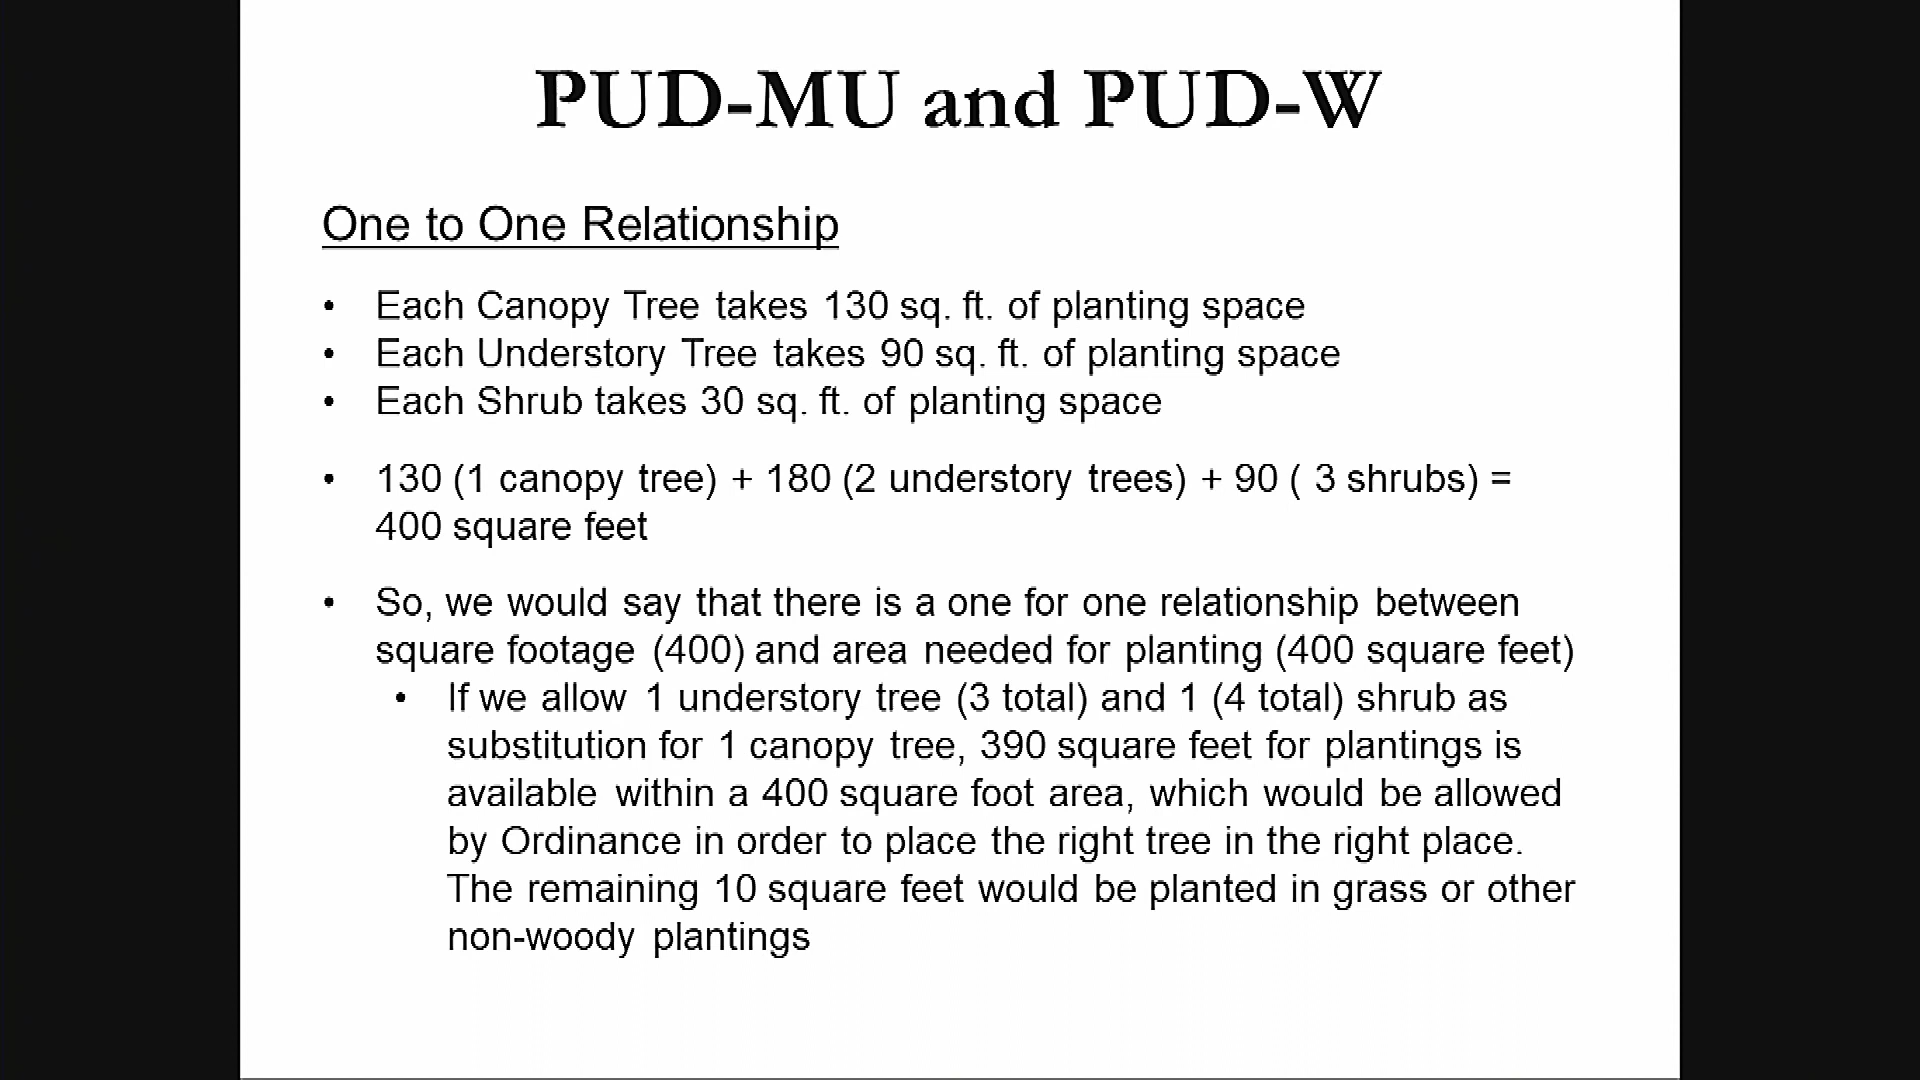 PUD-MU and PUD-W
One to One Relationship
• Each Canopy Tree takes 130 sq. ft. of planting space
• Each Understory Tree takes 90 sq. ft. of planting space
• Each Shrub takes 30 sq. ft. of planting space
• 130 (1 canopy tree) + 180 (2 understory trees) + 90 ( 3 shrubs) =
400 square feet
• So, we would say that there is a one for one relationship between
square footage (400) and area needed for planting (400 square feet)
• If we allow 1 understory tree (3 total) and 1 (4 total) shrub as
substitution for 1 canopy tree, 390 square feet for plantings is
available within a 400 square foot area, which would be allowed
by Ordinance in order to place the right tree in the right place.
The remaining 10 square feet would be planted in grass or other
non-woody plantings